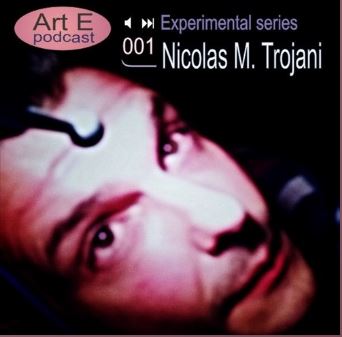 Art E
podcast
Experimental series
001
Nicolas M. Trojani